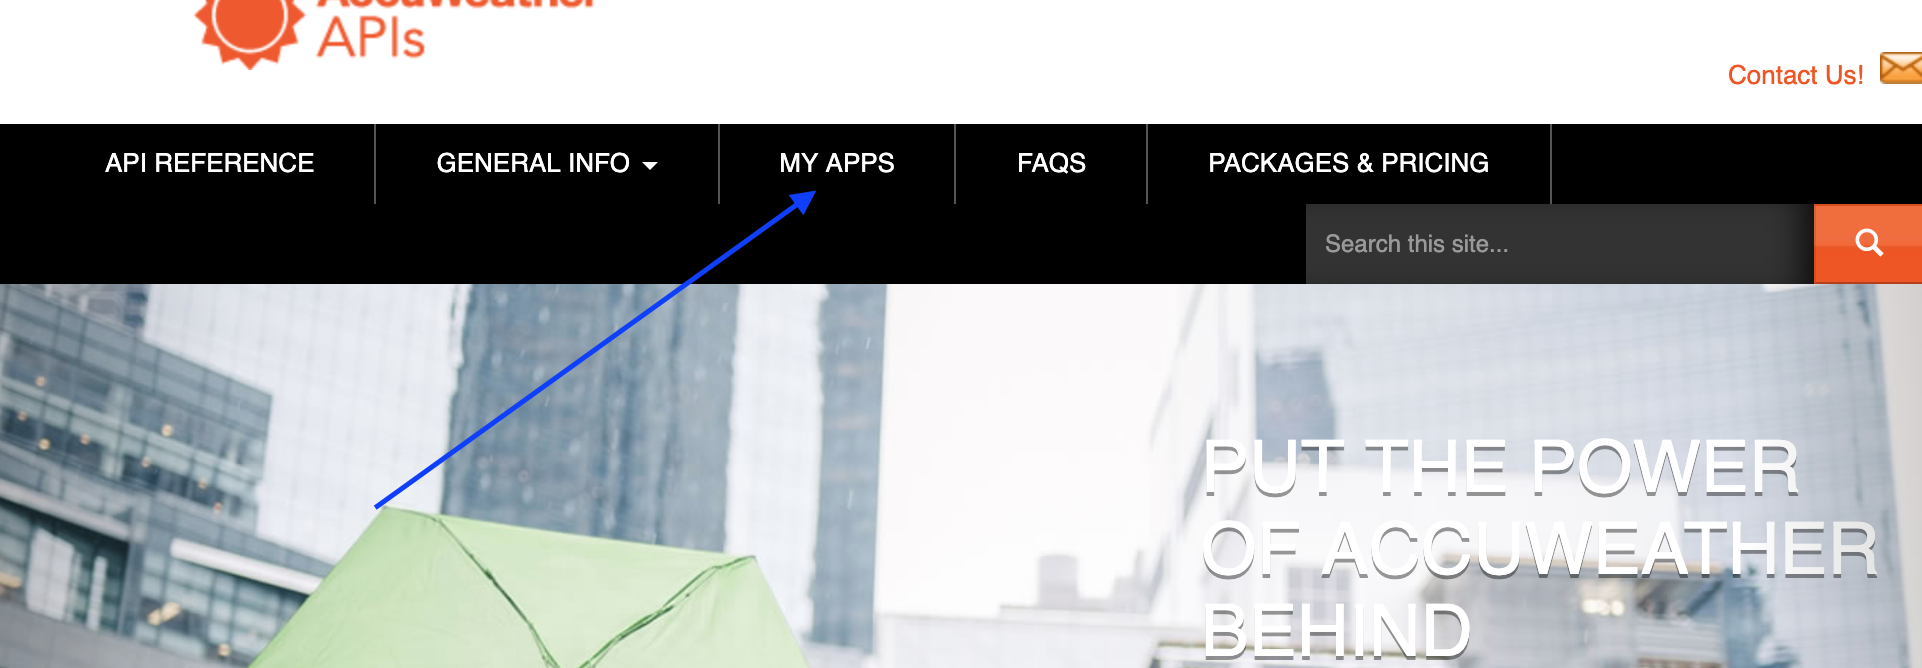 AccuWeather
APIs
Contact Us!
API REFERENCE
GENERAL INFO
MY APPS
FAQS
PACKAGES & PRICING
Search this site...
PUT THE POWER
OF ACCUWEATHER
BEHIND